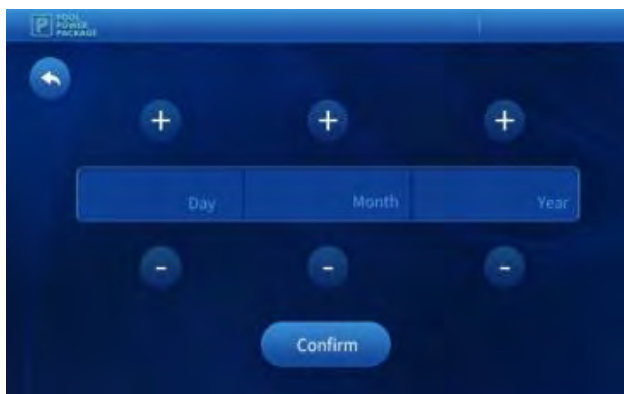 P POOL
POWER
PACKAGE
+ + +
Day Month Year
- - -
Confirm